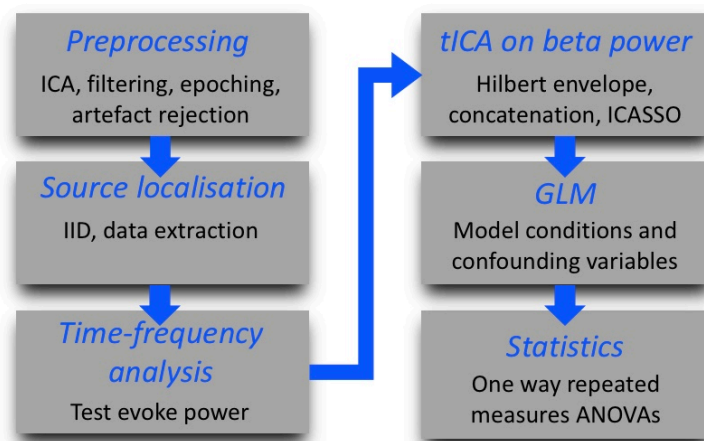 Preprocessing
ICA, filtering, epoching,
artefact rejection
Source localisation
IID, data extraction
Time-frequency
analysis
Test evoke power
tICA on beta power
Hilbert envelope,
concatenation, ICASSO
GLM
Model conditions and
confounding variables
Statistics
One way repeated
measures ANOVAs